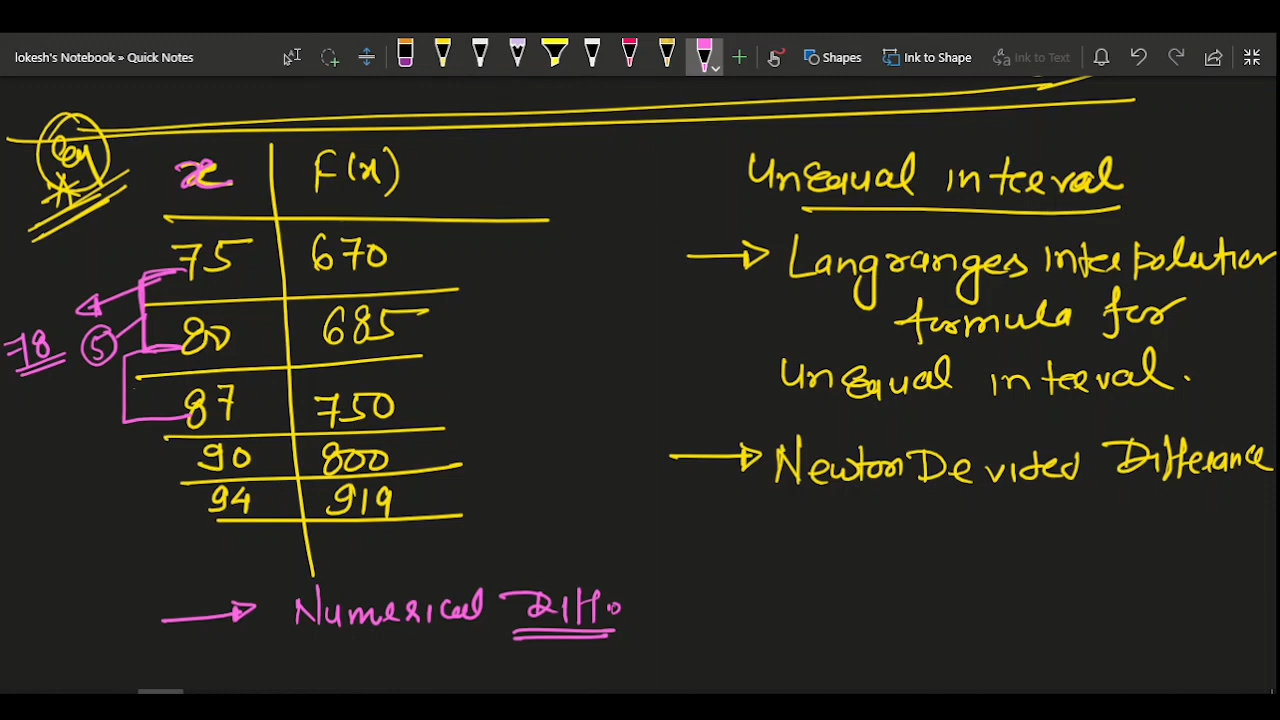 lokesh's Notebook » Quick Notes
Shapes
Ink to Shape
Ink to Text
x F(x)
75 670
80 685
87 750
90 800
94 919
78 5
Numerical Diff.
Unequal interval
→ Langranges interpolation
formula for
Unequal interval.
→ Newton Devided Differance